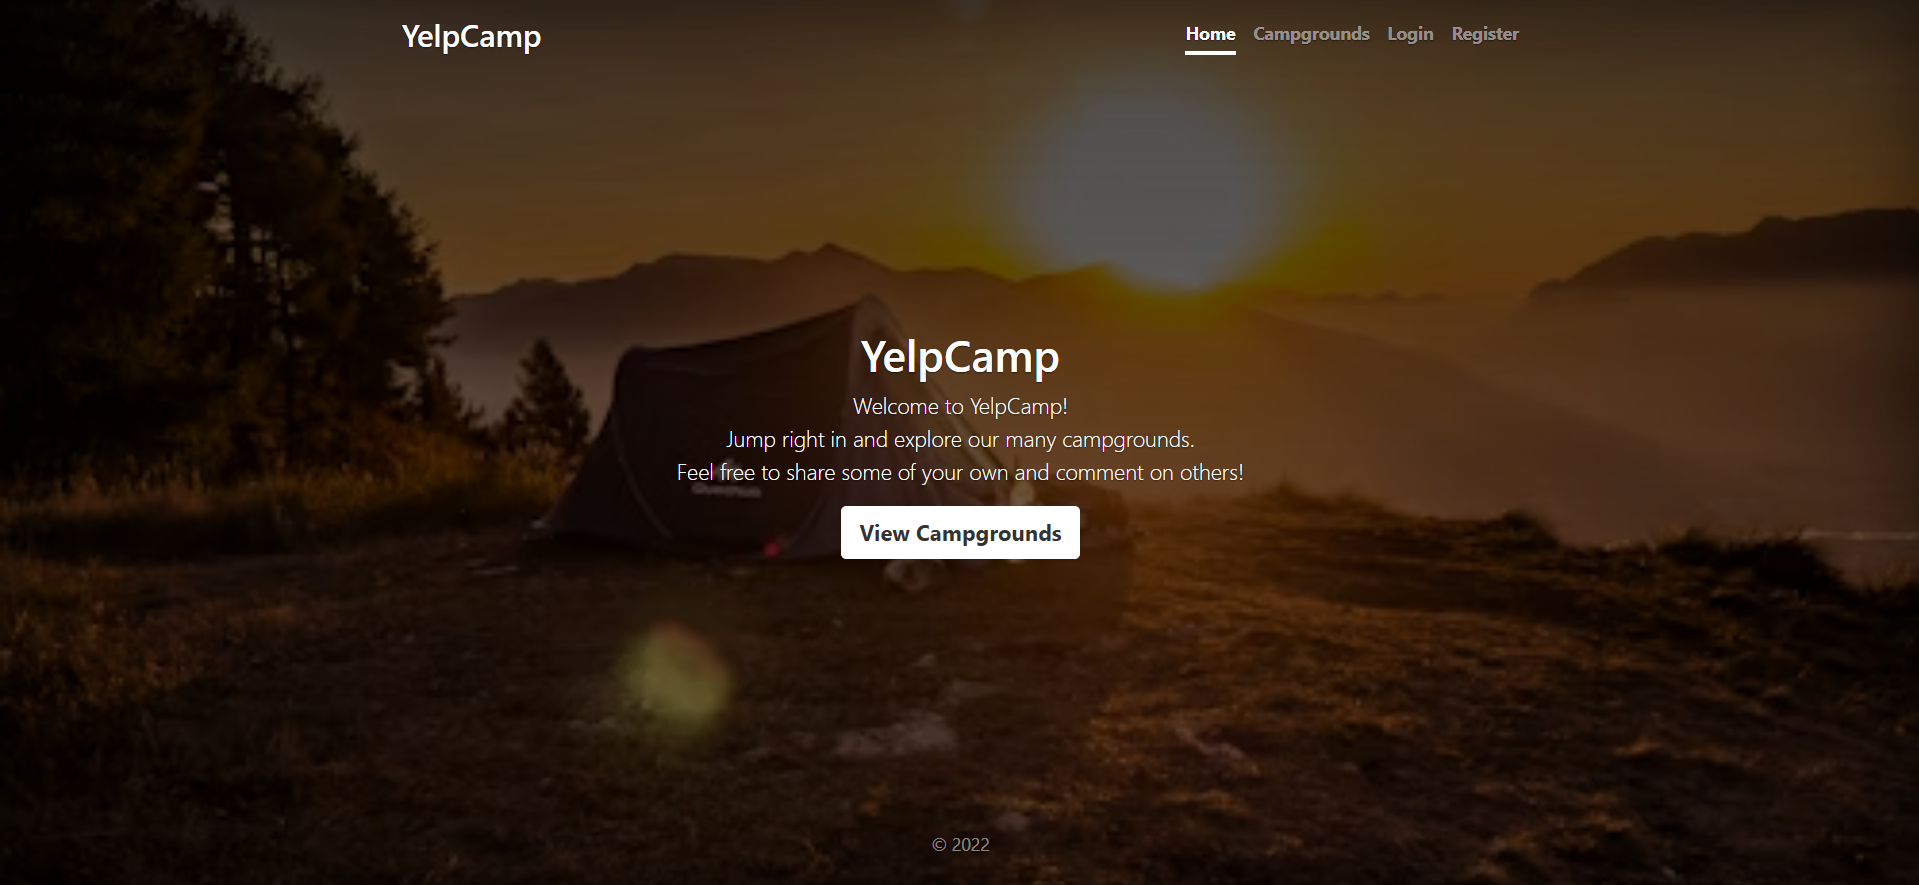 YelpCamp
Home Campgrounds Login Register
YelpCamp
Welcome to YelpCamp!
Jump right in and explore our many campgrounds.
Feel free to share some of your own and comment on others!
View Campgrounds
© 2022